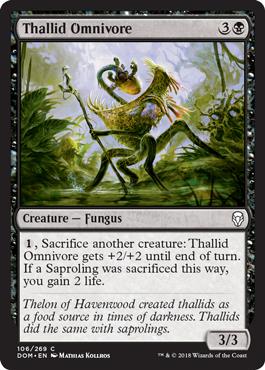 Thallid Omnivore 3
Creature — Fungus
1, Sacrifice another creature: Thallid
Omnivore gets +2/+2 until end of turn.
If a Saproling was sacrificed this way,
you gain 2 life.
Thelon of Havenwood created thallids as
a food source in times of darkness. Thallids
did the same with saprolings.
3/3
106/269 C
DOM • EN Mathias Kollros
™ & © 2018 Wizards of the Coast